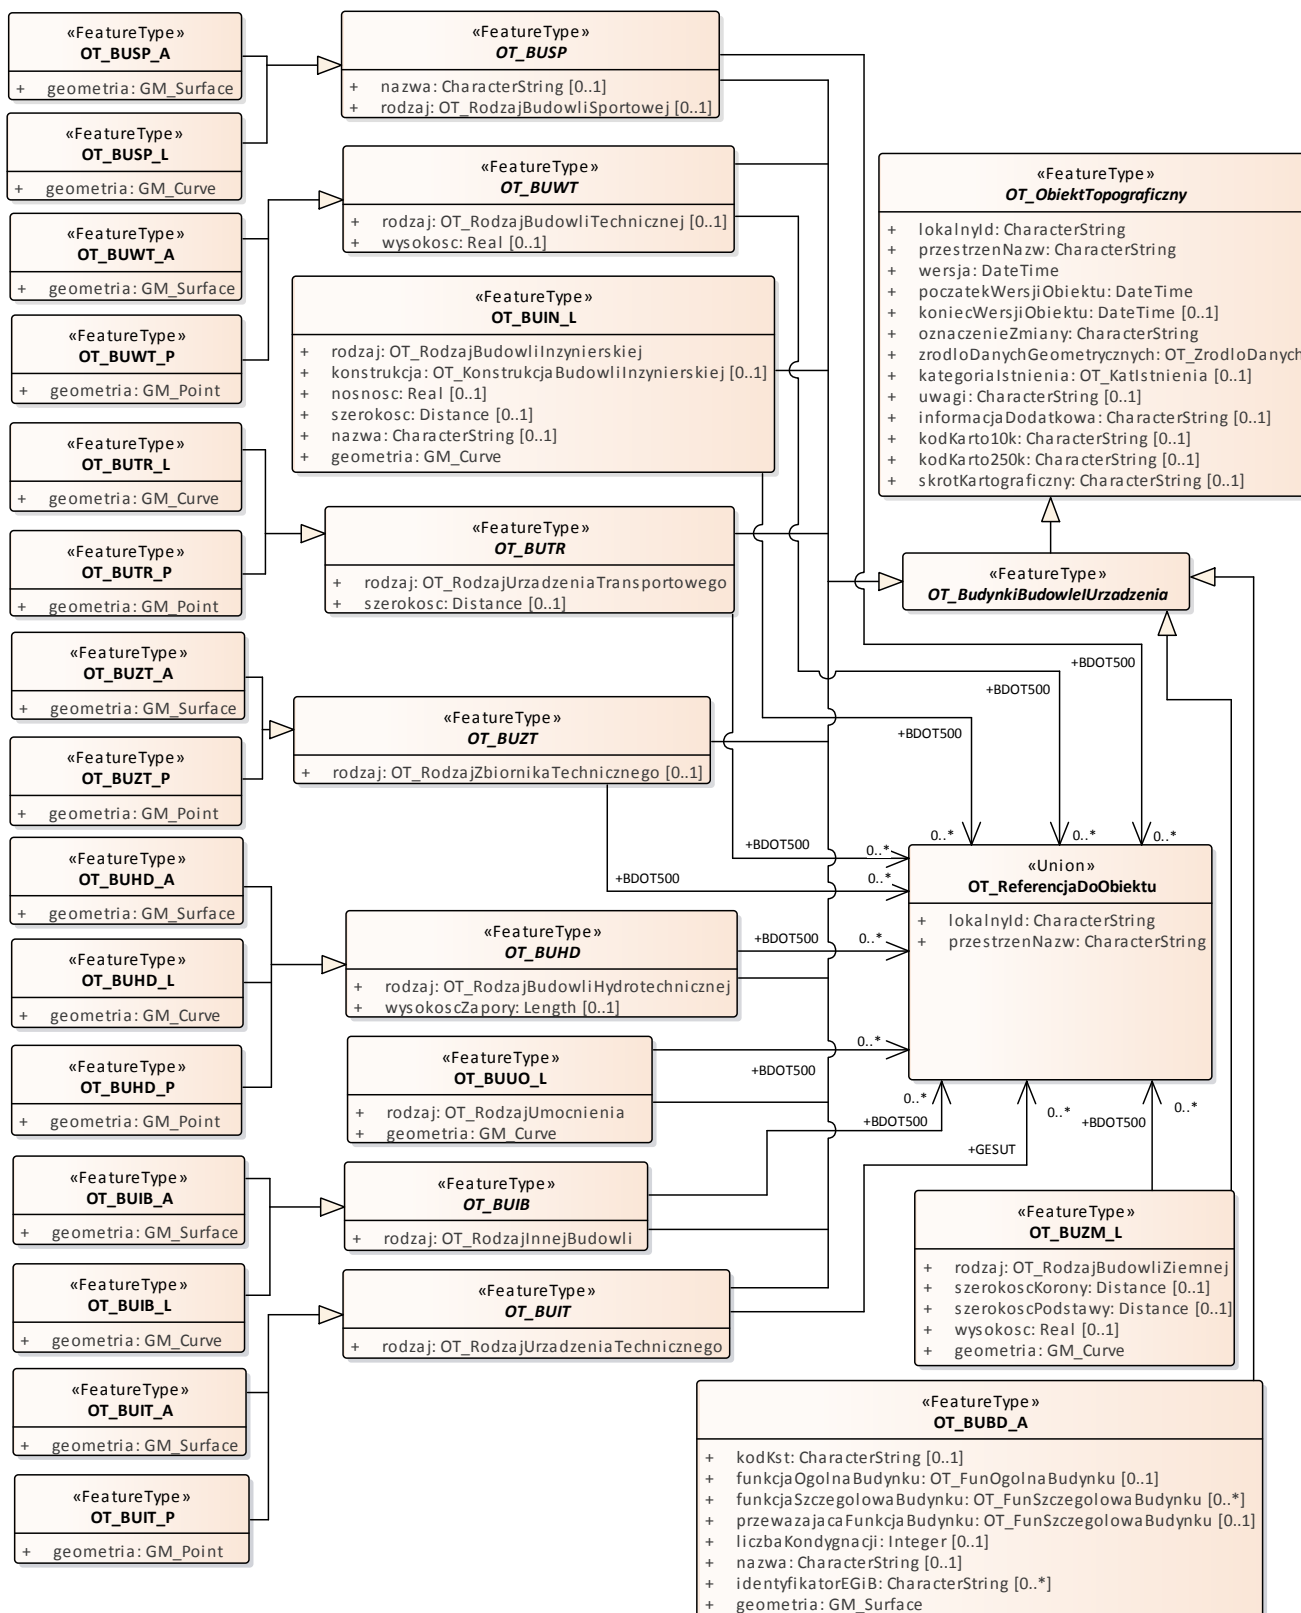 «FeatureType»
OT_BUSP_A
+ geometria: GM_Surface
«FeatureType»
OT_BUSP_L
+ geometria: GM_Curve
«FeatureType»
OT_BUWT_A
+ geometria: GM_Surface
«FeatureType»
OT_BUWT_P
+ geometria: GM_Point
«FeatureType»
OT_BUTR_L
+ geometria: GM_Curve
«FeatureType»
OT_BUTR_P
+ geometria: GM_Point
«FeatureType»
OT_BUZT_A
+ geometria: GM_Surface
«FeatureType»
OT_BUZT_P
+ geometria: GM_Point
«FeatureType»
OT_BUHD_A
+ geometria: GM_Surface
«FeatureType»
OT_BUHD_L
+ geometria: GM_Curve
«FeatureType»
OT_BUHD_P
+ geometria: GM_Point
«FeatureType»
OT_BUIB_A
+ geometria: GM_Surface
«FeatureType»
OT_BUIB_L
+ geometria: GM_Curve
«FeatureType»
OT_BUIT_A
+ geometria: GM_Surface
«FeatureType»
OT_BUIT_P
+ geometria: GM_Point
«FeatureType»
OT_BUSP
+ nazwa: CharacterString [0..1]
+ rodzaj: OT_RodzajBudowliSportowej [0..1]
«FeatureType»
OT_BUWT
+ rodzaj: OT_RodzajBudowliTechnicznej [0..1]
+ wysokosc: Real [0..1]
«FeatureType»
OT_BUIN_L
+ rodzaj: OT_RodzajBudowliInzynierskiej
+ konstrukcja: OT_KonstrukcjaBudowliInzynierskiej [0..1]
+ nosnosc: Real [0..1]
+ szerokosc: Distance [0..1]
+ nazwa: CharacterString [0..1]
+ geometria: GM_Curve
«FeatureType»
OT_BUTR
+ rodzaj: OT_RodzajUrzadzeniaTransportowego
+ szerokosc: Distance [0..1]
«FeatureType»
OT_BUZT
+ rodzaj: OT_RodzajZbiornikaTechnicznego [0..1]
«FeatureType»
OT_BUHD
+ rodzaj: OT_RodzajBudowliHydrotechnicznej
+ wysokoscZapory: Length [0..1]
«FeatureType»
OT_BUUO_L
+ rodzaj: OT_RodzajUmocnienia
+ geometria: GM_Curve
«FeatureType»
OT_BUIB
+ rodzaj: OT_RodzajInnejBudowli
«FeatureType»
OT_BUIT
+ rodzaj: OT_RodzajUrzadzeniaTechnicznego
«FeatureType»
OT_ObiektTopograficzny
+ lokalnyId: CharacterString
+ przestrzenNazw: CharacterString
+ wersja: DateTime
+ poczatekWersjiObiektu: DateTime
+ koniecWersjiObiektu: DateTime [0..1]
+ oznaczenieZmiany: CharacterString
+ zrodloDanychGeometrycznych: OT_ZrodloDanych
+ kategoriaIstnienia: OT_KatIstnienia [0..1]
+ uwagi: CharacterString [0..1]
+ informacjaDodatkowa: CharacterString [0..1]
+ kodKarto10k: CharacterString [0..1]
+ kodKarto250k: CharacterString [0..1]
+ skrotKartograficzny: CharacterString [0..1]
«FeatureType»
OT_BudynkiBudowleIUrzadzenia
+BDOT500
+BDOT500
+BDOT500
0..*
0..*
0..*
+BDOT500
0..*
+BDOT500
0..*
«Union»
OT_ReferencjaDoObiektu
+ lokalnyId: CharacterString
+ przestrzenNazw: CharacterString
+BDOT500
0..*
0..*
+BDOT500
0..*
+BDOT500
0..*
+GESUT
0..*
+BDOT500
«FeatureType»
OT_BUZM_L
+ rodzaj: OT_RodzajBudowliZiemnej
+ szerokoscKorony: Distance [0..1]
+ szerokoscPodstawy: Distance [0..1]
+ wysokosc: Real [0..1]
+ geometria: GM_Curve
«FeatureType»
OT_BUBD_A
+ kodKst: CharacterString [0..1]
+ funkcjaOgolnaBudynku: OT_FunOgolnaBudynku [0..1]
+ funkcjaSzczegolowaBudynku: OT_FunSzczegolowaBudynku [0..*]
+ przewazajacaFunkcjaBudynku: OT_FunSzczegolowaBudynku [0..1]
+ liczbaKondygnacji: Integer [0..1]
+ nazwa: CharacterString [0..1]
+ identyfikatorEGiB: CharacterString [0..*]
+ geometria: GM_Surface